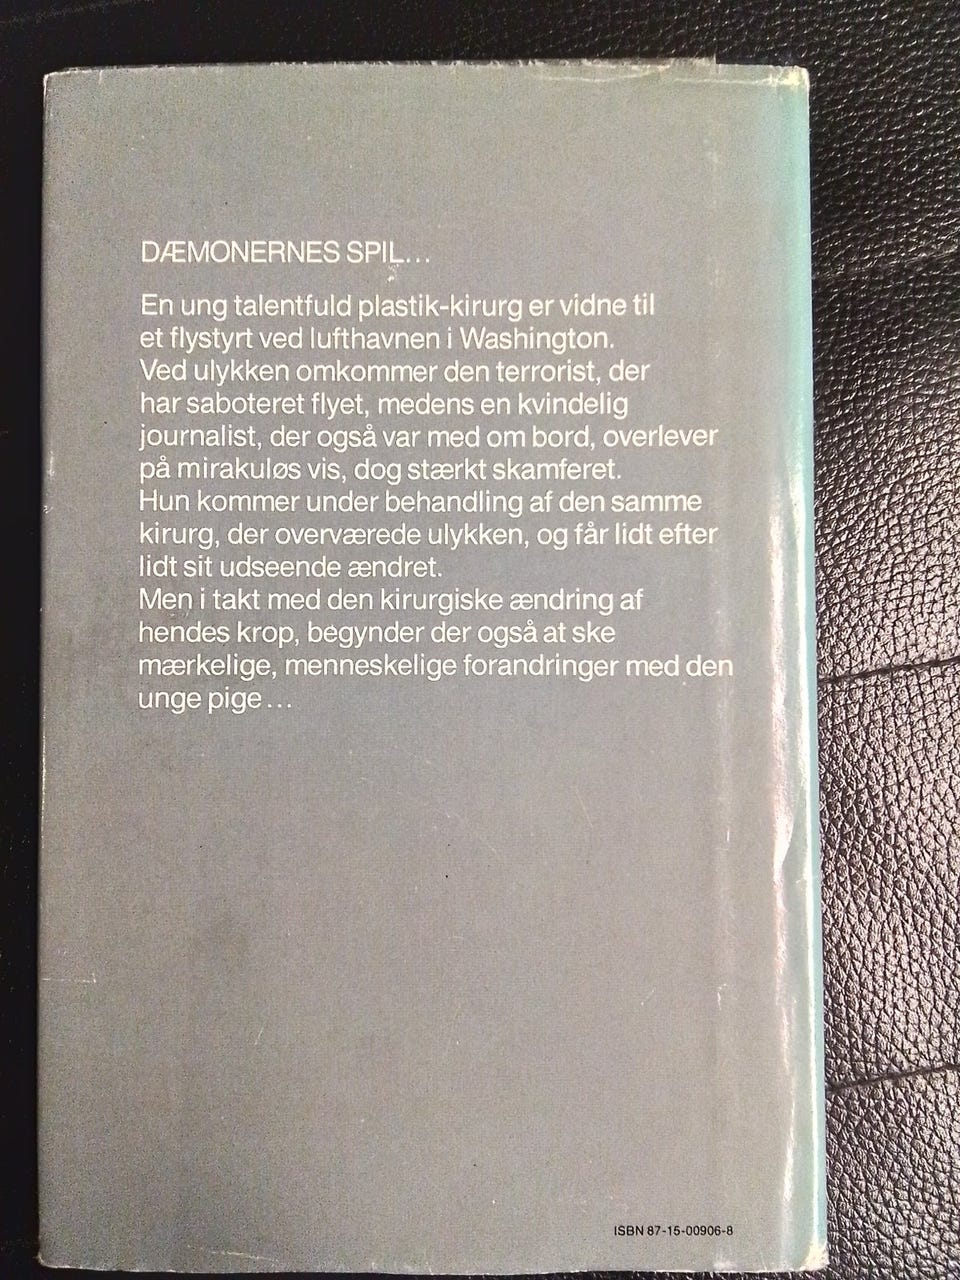 DÆMONERNES SPIL...
En ung talentfuld plastik-kirurg er vidne til
et flystyrt ved lufthavnen i Washington.
Ved ulykken omkommer den terrorist, der
har saboteret flyet, medens en kvindelig
journalist, der også var med om bord, overlever
på mirakuløs vis, dog stærkt skamferet.
Hun kommer under behandling af den samme
kirurg, der overværede ulykken, og får lidt efter
lidt sit udseende ændret.
Men i takt med den kirurgiske ændring af
hendes krop, begynder der også at ske
mærkelige, menneskelige forandringer med den
unge pige...
ISBN 87-15-00906-8